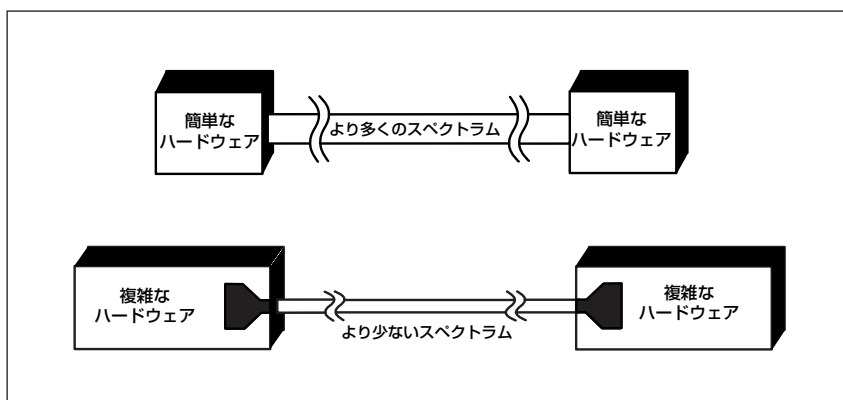 簡単な
ハードウェア
より多くのスペクトラム
簡単な
ハードウェア
複雑な
ハードウェア
より少ないスペクトラム
複雑な
ハードウェア